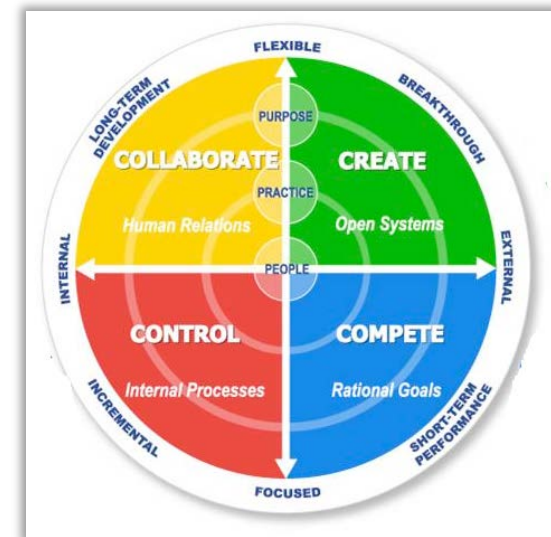 FLEXIBLE
LONG-TERM
DEVELOPMENT
BREAKTHROUGH
PURPOSE
COLLABORATE
CREATE
PRACTICE
Human Relations
Open Systems
INTERNAL
PEOPLE
EXTERNAL
CONTROL
COMPETE
Internal Processes
Rational Goals
INCREMENTAL
SHORT-TERM
PERFORMANCE
FOCUSED